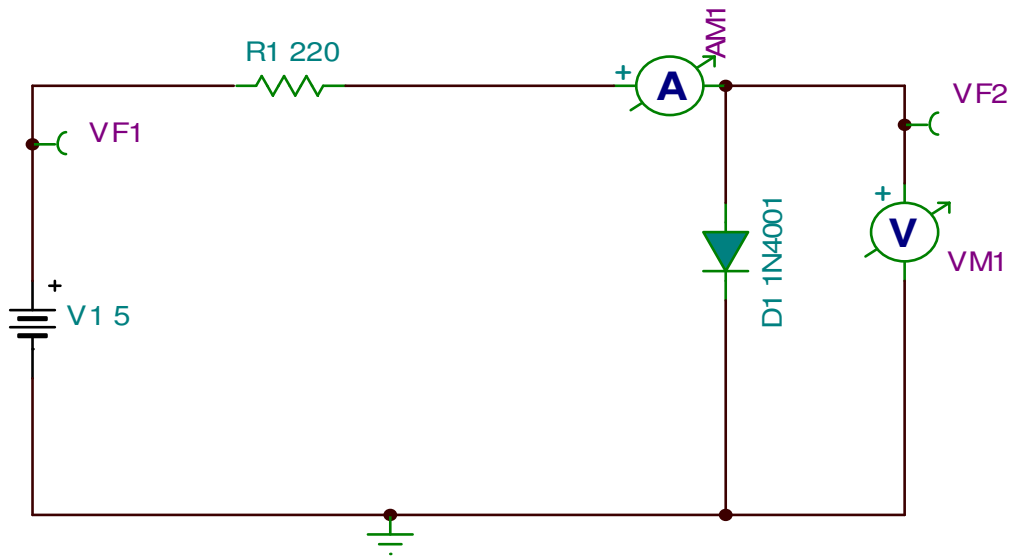 AM1
R1 220
+
A
VF2
VF1
+
V
D1 1N4001
VM1
+
V1 5